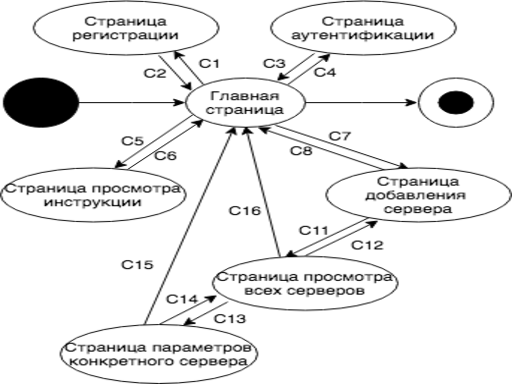 Страница
регистрации
Страница
аутентификации
C1
C2
C3
C4
Главная
страница
C5
C6
C7
C8
Страница просмотра
инструкции
Страница
добавления
сервера
C16
C11
C12
C15
Страница просмотра
всех серверов
C14
C13
Страница параметров
конкретного сервера